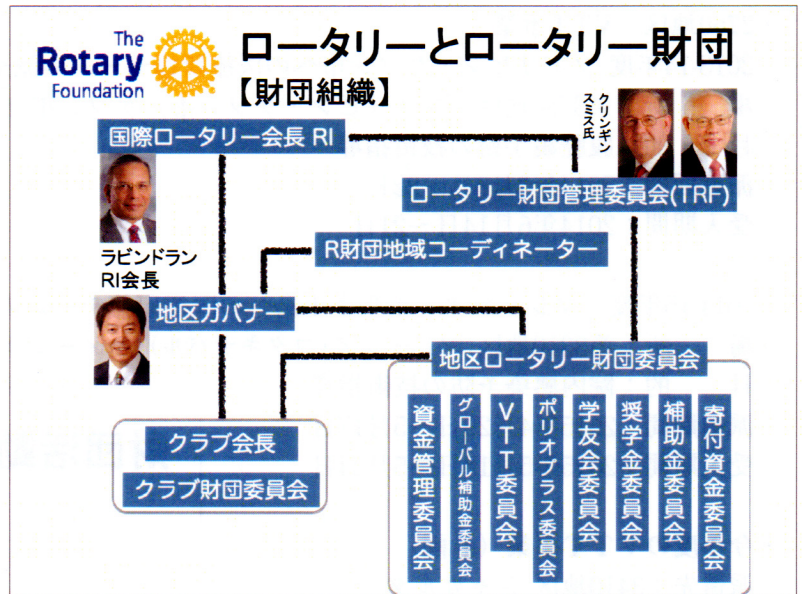 The
Rotary
Foundation
ロータリーとロータリー財団
【財団組織】
クリンギン
スミス氏
国際ロータリー会長 RI
ロータリー財団管理委員会(TRF)
R財団地域コーディネーター
ラビンドラン
RI会長
地区ガバナー
地区ロータリー財団委員会
クラブ会長
クラブ財団委員会
資金管理委員会
グローバル補助金委員会
VTT委員会
ポリオプラス委員会
学友会委員会
奨学金委員会
補助金委員会
寄付資金委員会